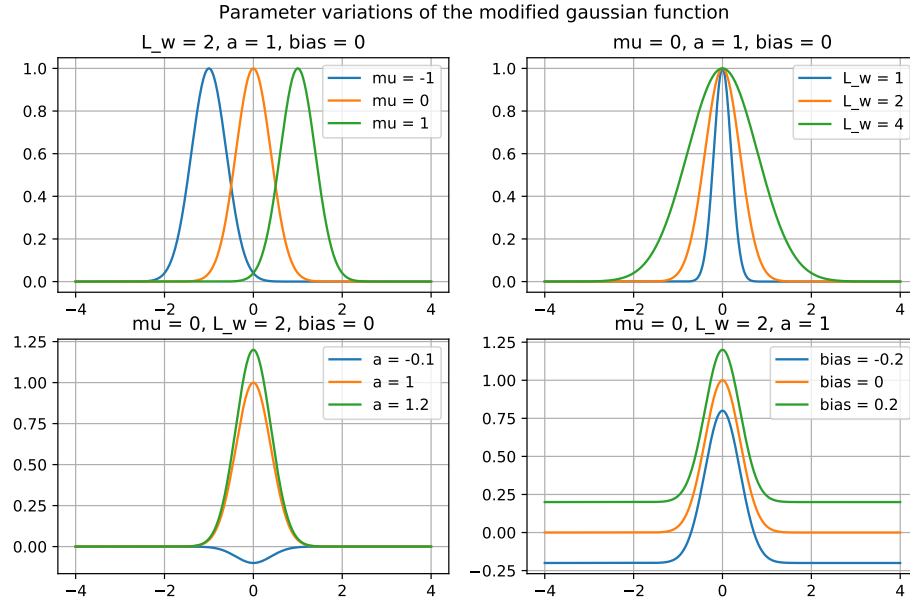 Parameter variations of the modified gaussian function
L_w = 2, a = 1, bias = 0
1.0
0.8
0.6
0.4
0.2
0.0
−4
−2
0
2
4
mu = -1
mu = 0
mu = 1
mu = 0, a = 1, bias = 0
1.0
0.8
0.6
0.4
0.2
0.0
−4
−2
0
2
4
L_w = 1
L_w = 2
L_w = 4
mu = 0, L_w = 2, bias = 0
1.25
1.00
0.75
0.50
0.25
0.00
−4
−2
0
2
4
a = -0.1
a = 1
a = 1.2
mu = 0, L_w = 2, a = 1
1.25
1.00
0.75
0.50
0.25
0.00
−0.25
−4
−2
0
2
4
bias = -0.2
bias = 0
bias = 0.2